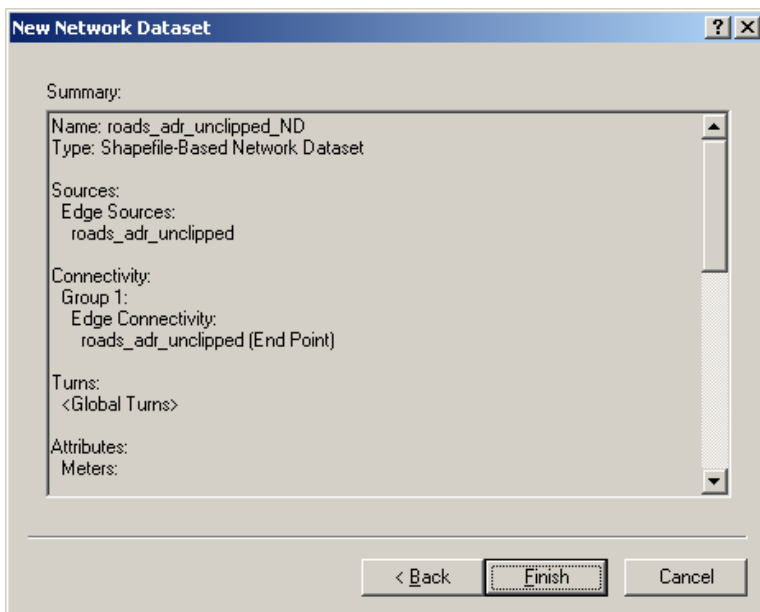 New Network Dataset
Summary:
Name: roads_adr_unclipped_ND
Type: Shapefile-Based Network Dataset
Sources:
Edge Sources:
roads_adr_unclipped
Connectivity:
Group 1:
Edge Connectivity:
roads_adr_unclipped (End Point)
Turns:
<Global Turns>
Attributes:
Meters:
< Back Finish Cancel